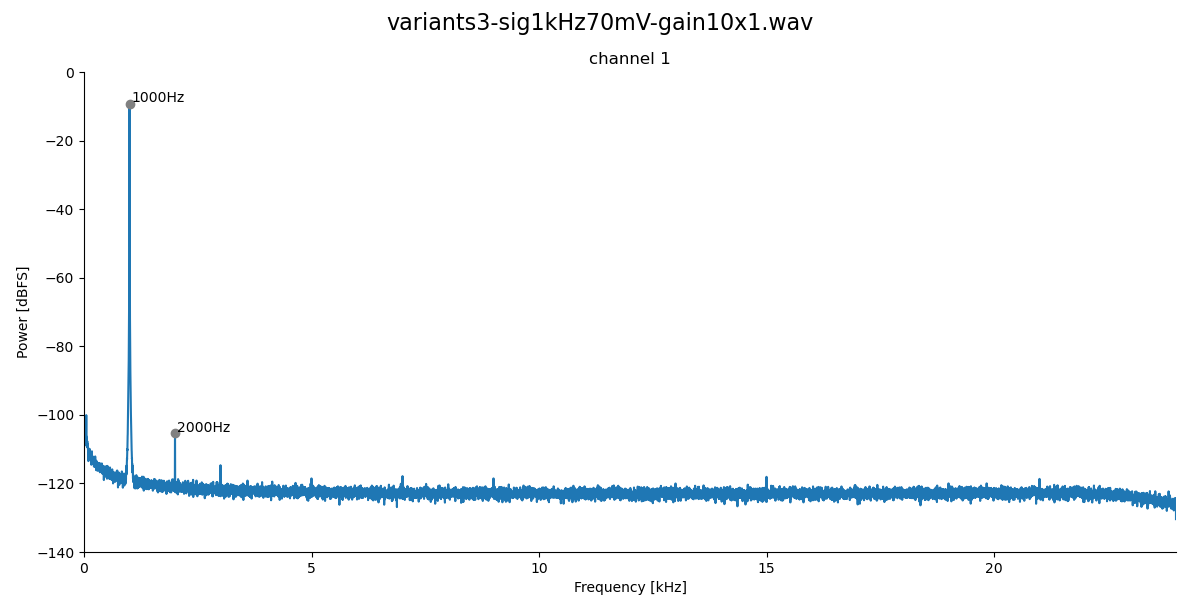 variants3-sig1kHz70mV-gain10x1.wav
channel 1
0
−20
−40
−60
−80
−100
−120
−140
Power [dBFS]
1000Hz
2000Hz
0
5
10
15
20
Frequency [kHz]